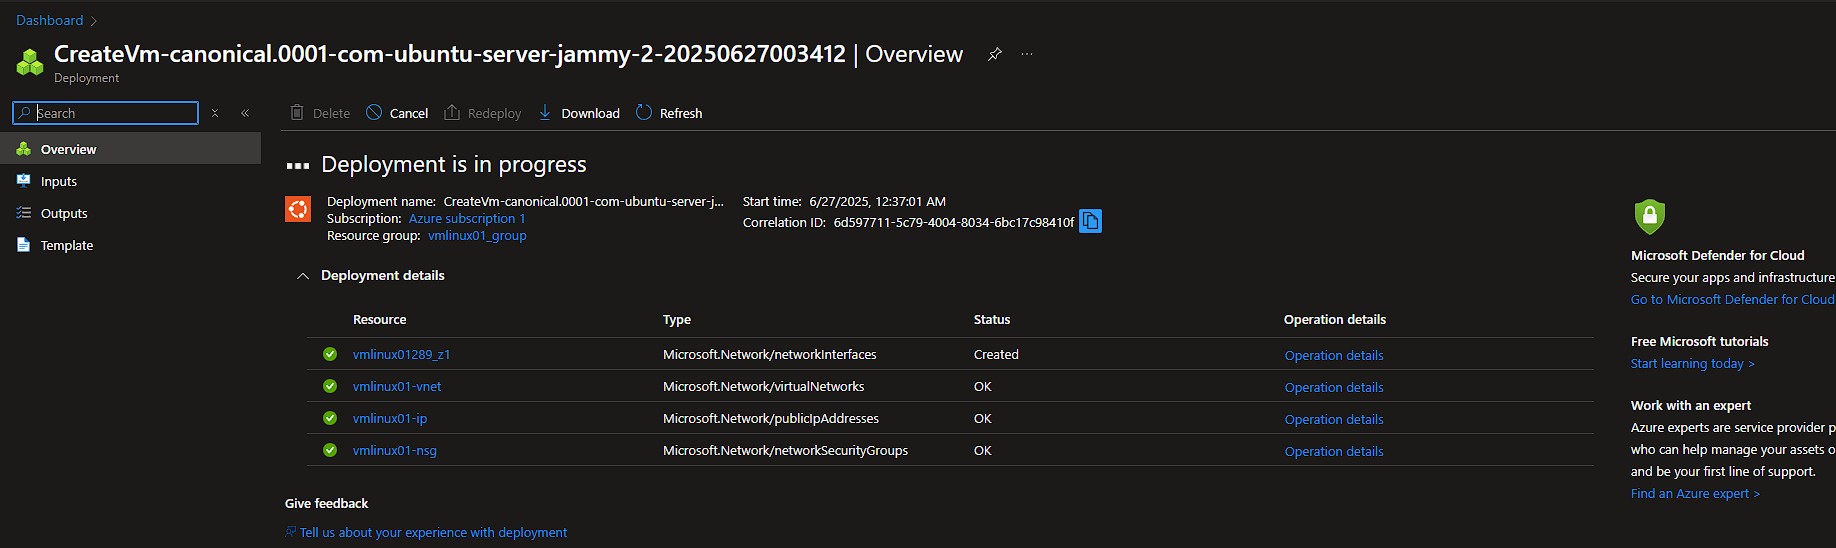 Dashboard >
CreateVm-canonical.0001-com-ubuntu-server-jammy-2-20250627003412 | Overview
Deployment
Search
Delete Cancel Redeploy Download Refresh
Overview
Inputs
Outputs
Template
Deployment is in progress
Deployment name: CreateVm-canonical.0001-com-ubuntu-server-j...
Subscription: Azure subscription 1
Resource group: vmlinux01_group
Start time: 6/27/2025, 12:37:01 AM
Correlation ID: 6d597711-5c79-4004-8034-6bc17c98410f
Deployment details
Resource Type Status Operation details
vmlinux01289_z1 Microsoft.Network/networkInterfaces Created Operation details
vmlinux01-vnet Microsoft.Network/virtualNetworks OK Operation details
vmlinux01-ip Microsoft.Network/publicIpAddresses OK Operation details
vmlinux01-nsg Microsoft.Network/networkSecurityGroups OK Operation details
Give feedback
Tell us about your experience with deployment
Microsoft Defender for Cloud
Secure your apps and infrastructure
Go to Microsoft Defender for Cloud
Free Microsoft tutorials
Start learning today >
Work with an expert
Azure experts are service provider p
who can help manage your assets o
and be your first line of support.
Find an Azure expert >